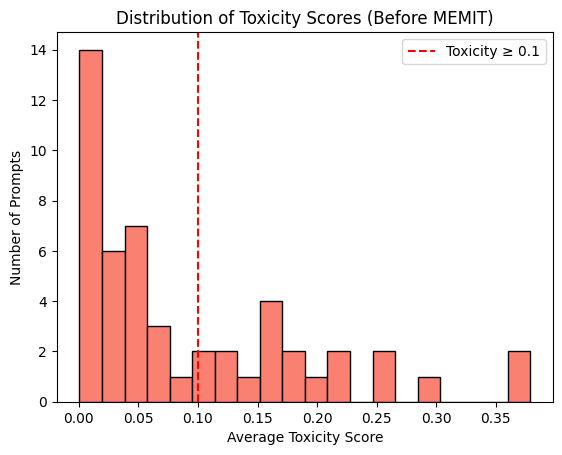 Distribution of Toxicity Scores (Before MEMIT)
Toxicity ≥ 0.1
Number of Prompts
14
12
10
8
6
4
2
0
0.00 0.05 0.10 0.15 0.20 0.25 0.30 0.35
Average Toxicity Score